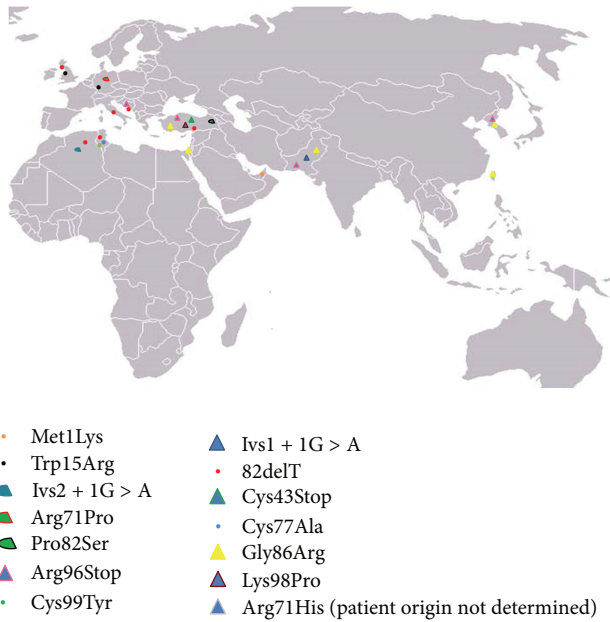 Met1Lys
Trp15Arg
Ivs2 + 1G > A
Arg71Pro
Pro82Ser
Arg96Stop
Cys99Tyr
Ivs1 + 1G > A
82delT
Cys43Stop
Cys77Ala
Gly86Arg
Lys98Pro
Arg71His (patient origin not determined)